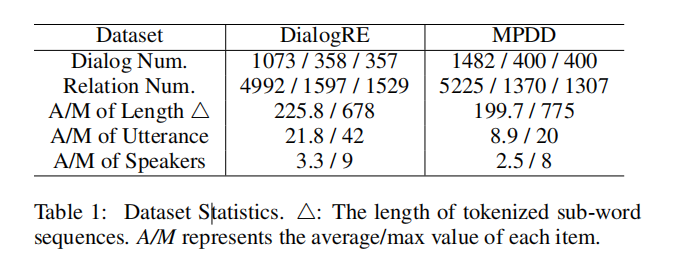 Dataset DialogRE MPDD
Dialog Num. 1073 / 358 / 357 1482 / 400 / 400
Relation Num. 4992 / 1597 / 1529 5225 / 1370 / 1307
A/M of Length △ 225.8 / 678 199.7 / 775
A/M of Utterance 21.8 / 42 8.9 / 20
A/M of Speakers 3.3 / 9 2.5 / 8
Table 1: Dataset Statistics. △: The length of tokenized sub-word
sequences. A/M represents the average/max value of each item.